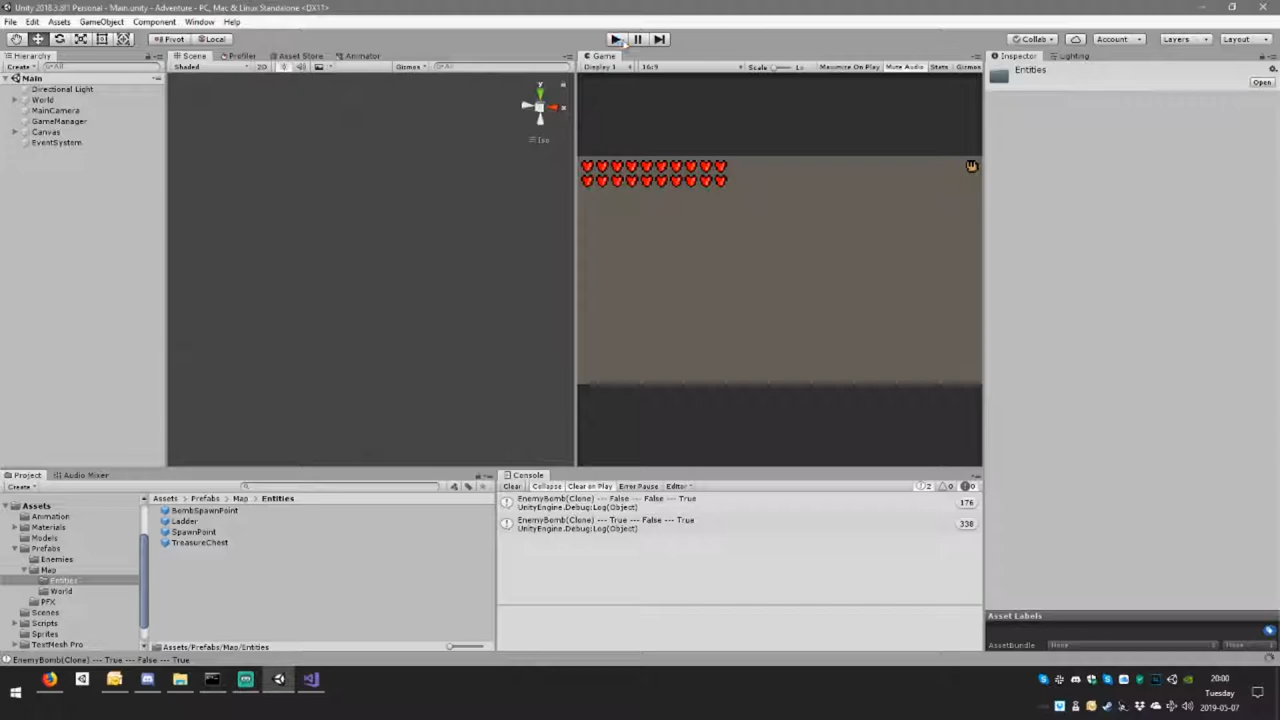 Unity 2018.3.8f1 Personal - Main.unity - Adventure - PC, Mac & Linux Standalone <DX11>
File Edit Assets GameObject Component Window Help
Pivot Local Collab Account Layers Layout
Hierarchy Scene Profiler Asset Store Animator Game Inspector Lighting
Create All Shaded 2D Gizmos All Display 1 16:9 Scale 1x Maximize On Play Mute Audio Stats Gizmos
Entities
Open
Main
Directional Light
World
MainCamera
GameManager
Canvas
EventSystem
y
x
Iso
Project Audio Mixer
Create
Assets
Animation
Materials
Models
Prefabs
Enemies
Map
Entities
World
PFX
Scenes
Scripts
Sprites
TextMesh Pro
Assets Prefabs Map Entities
BombSpawnPoint
Ladder
SpawnPoint
TreasureChest
Assets/Prefabs/Map/Entities
Console
Clear Collapse Clear on Play Error Pause Editor 2 0 0
EnemyBomb(Clone) --- False --- False --- True
UnityEngine.Debug:Log(Object)
176
EnemyBomb(Clone) --- True --- False --- True
UnityEngine.Debug:Log(Object)
338
Asset Labels
AssetBundle None None
EnemyBomb(Clone) --- True --- False --- True
20:00
Tuesday
2019-05-07